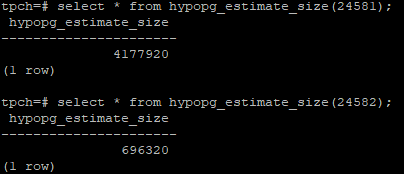 tpch=# select * from hypopg_estimate_size(24581);
 hypopg_estimate_size
----------------------
              4177920
(1 row)

tpch=# select * from hypopg_estimate_size(24582);
 hypopg_estimate_size
----------------------
               696320
(1 row)